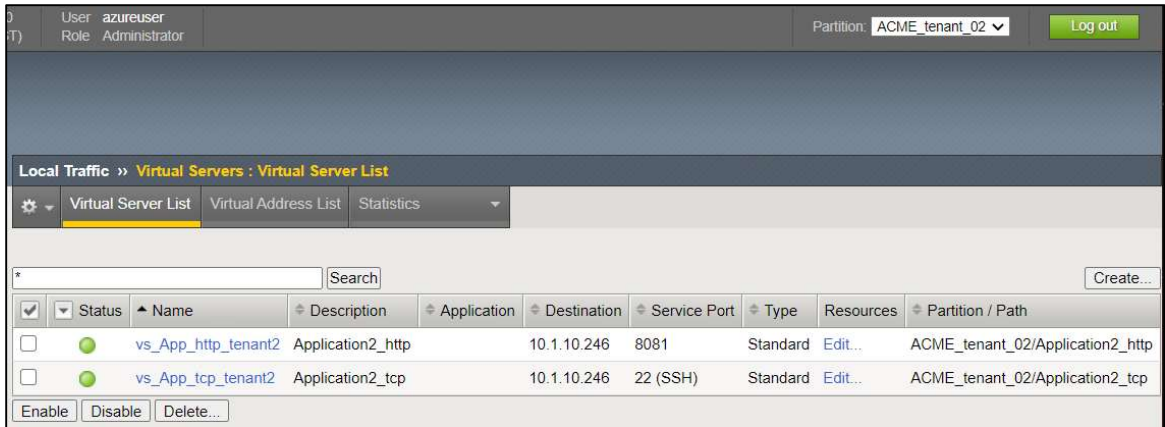 User azureuser
Role Administrator
Partition: ACME_tenant_02
Log out
Local Traffic ›› Virtual Servers : Virtual Server List
Virtual Server List Virtual Address List Statistics
* Search Create...
Status Name Description Application Destination Service Port Type Resources Partition / Path
vs_App_http_tenant2 Application2_http 10.1.10.246 8081 Standard Edit... ACME_tenant_02/Application2_http
vs_App_tcp_tenant2 Application2_tcp 10.1.10.246 22 (SSH) Standard Edit... ACME_tenant_02/Application2_tcp
Enable Disable Delete...